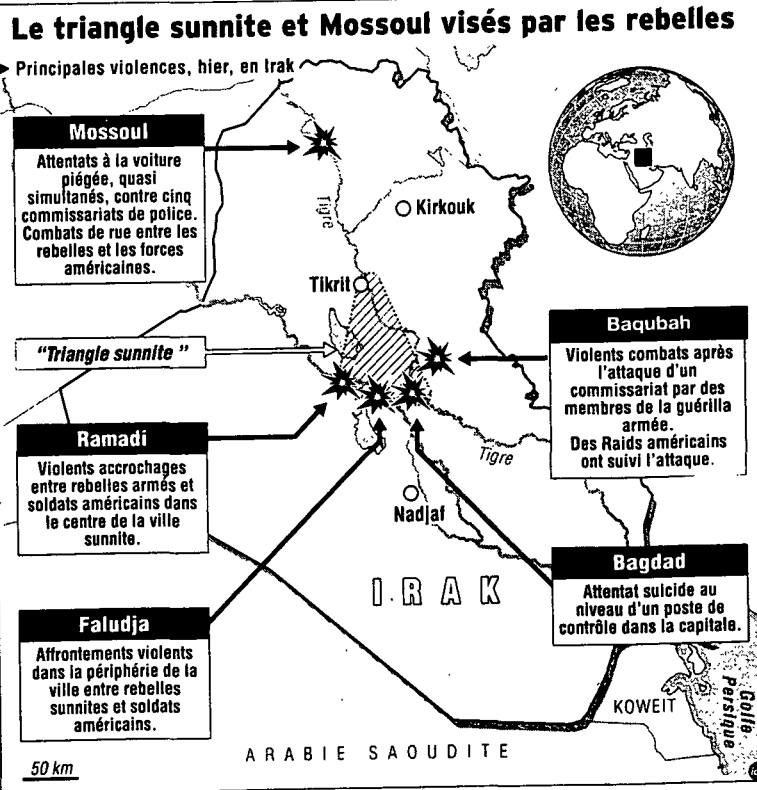 Le triangle sunnite et Mossoul visés par les rebelles
Principales violences, hier, en Irak
Mossoul
Attentats à la voiture
piégée, quasi
simultanés, contre cinq
commissariats de police.
Combats de rue entre les
rebelles et les forces
américaines.
Tigre
Kirkouk
Tikrit
"Triangle sunnite "
Baqubah
Violents combats après
l'attaque d'un
commissariat par des
membres de la guérilla
armée.
Des Raids américains
ont suivi l'attaque.
Ramadi
Violents accrochages
entre rebelles armés et
soldats américains dans
le centre de la ville
sunnite.
Tigre
Nadjaf
Bagdad
Attentat suicide au
niveau d'un poste de
contrôle dans la capitale.
IRAK
Faludja
Affrontements violents
dans la périphérie de la
ville entre rebelles
sunnites et soldats
américains.
KOWEIT
Golfe
Persique
ARABIE SAOUDITE
50 km